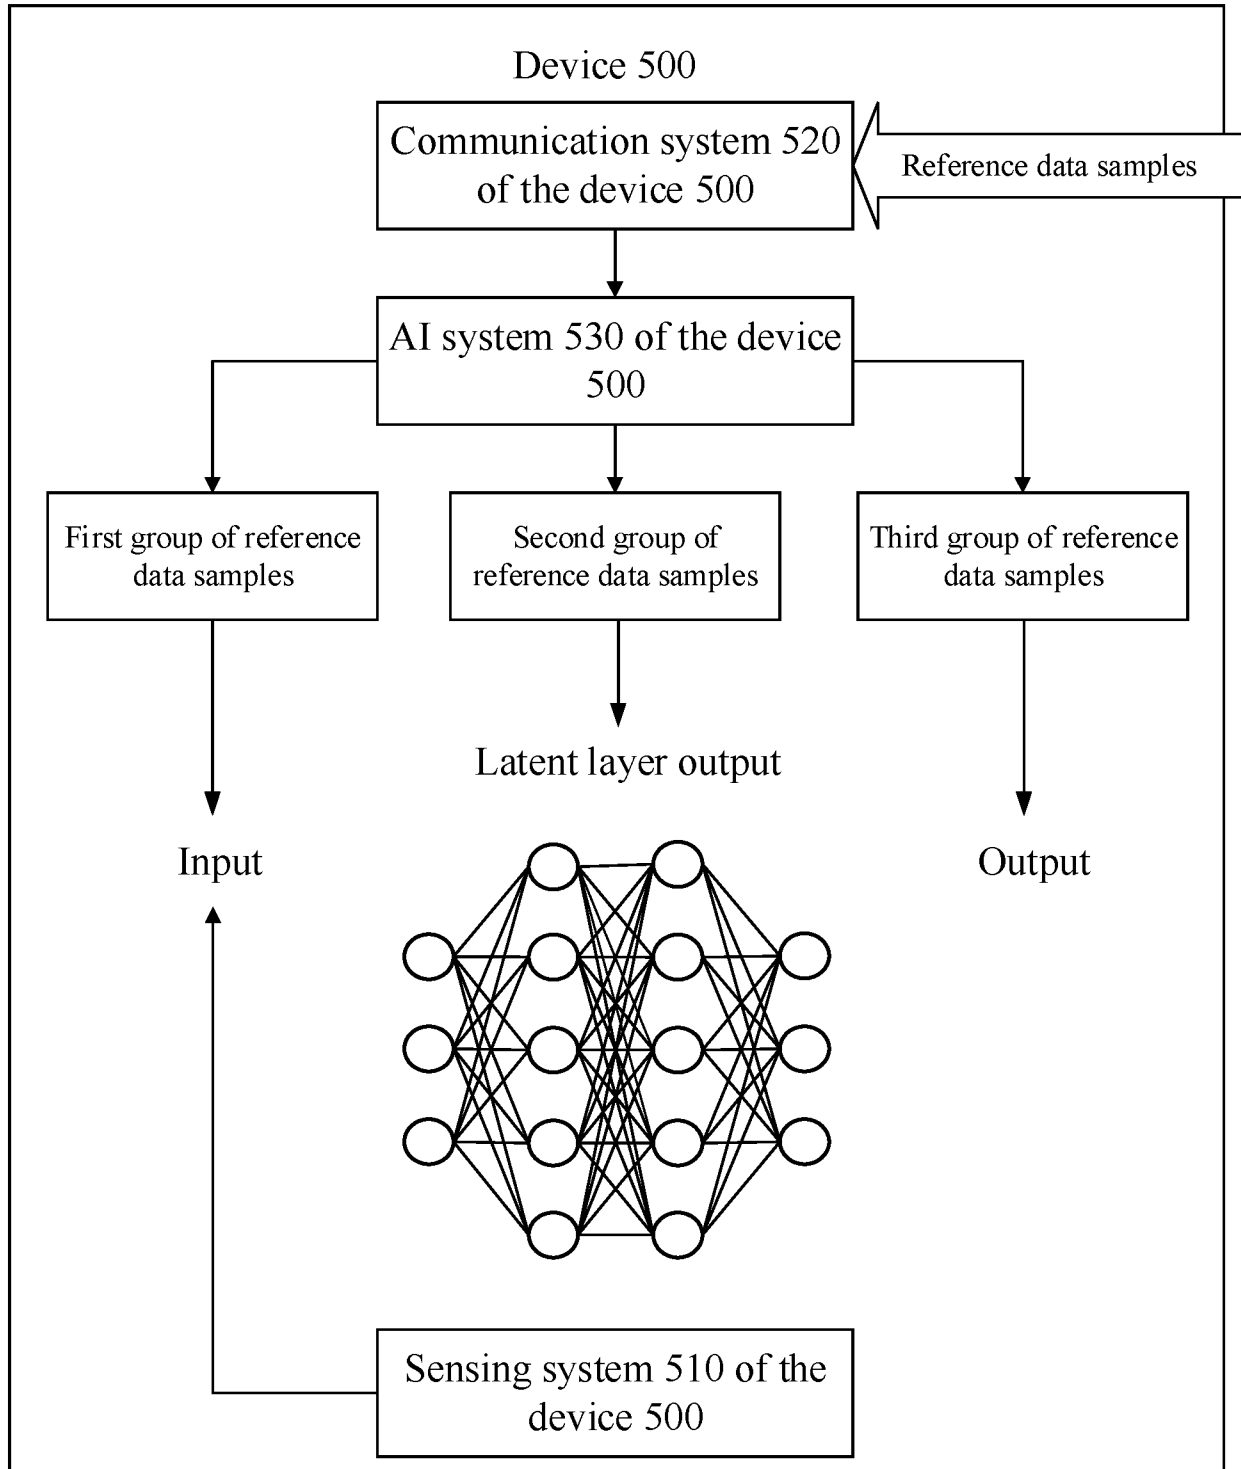 Device 500
Communication system 520
of the device 500
Reference data samples
AI system 530 of the device
500
First group of reference
data samples
Second group of
reference data samples
Third group of reference
data samples
Latent layer output
Input
Output
Sensing system 510 of the
device 500